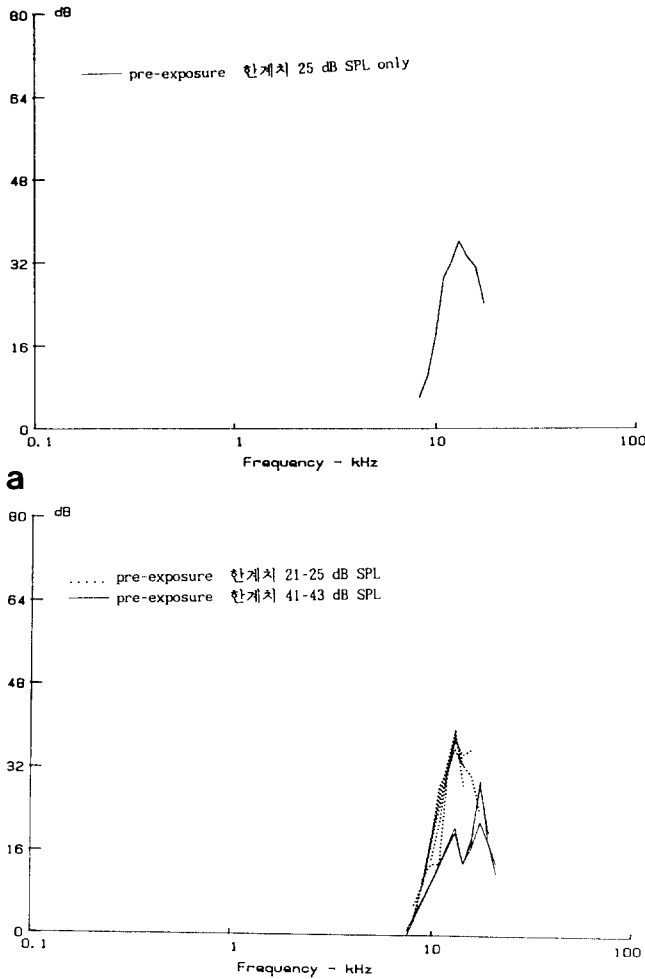 80 dB
pre-exposure 한계치 25 dB SPL only
64
48
32
16
0
0.1 1 10 100
Frequency - kHz
a
80 dB
..... pre-exposure 한계치 21-25 dB SPL
pre-exposure 한계치 41-43 dB SPL
64
48
32
16
0
0.1 1 10 100
Frequency - kHz